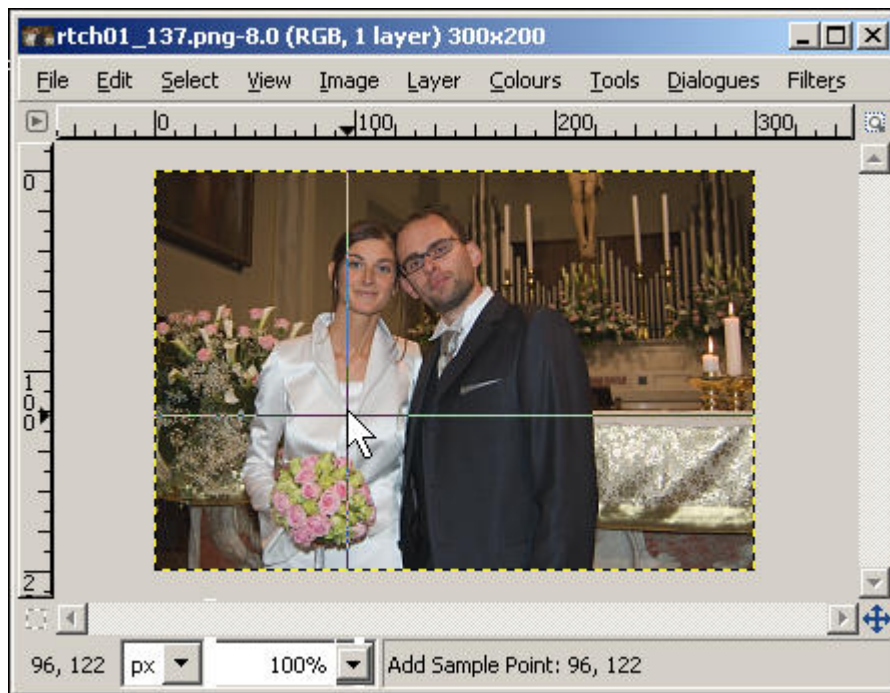 rtch01_137.png-8.0 (RGB, 1 layer) 300x200
File Edit Select View Image Layer Colours Tools Dialogues Filters
0 100 200 300
0
100
2
96, 122 px 100% Add Sample Point: 96, 122